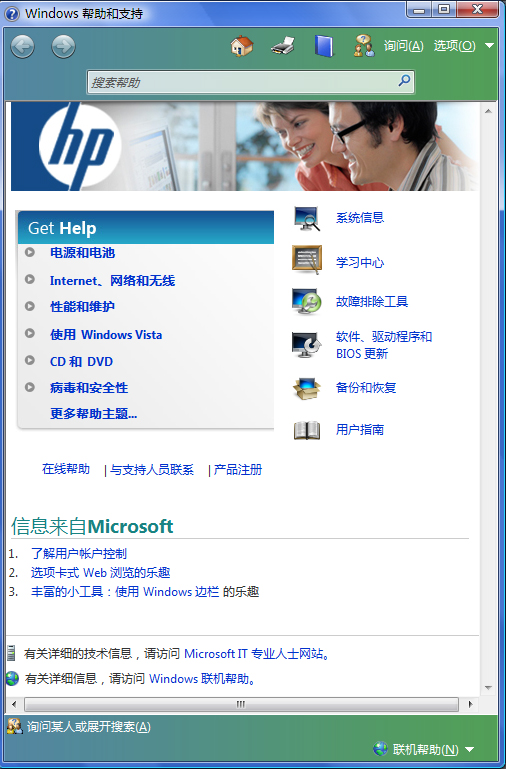 Windows 帮助和支持
询问(A) 选项(O)
搜索帮助
hp
Get Help
电源和电池
Internet、网络和无线
性能和维护
使用 Windows Vista
CD 和 DVD
病毒和安全性
更多帮助主题...
系统信息
学习中心
故障排除工具
软件、驱动程序和
BIOS 更新
备份和恢复
用户指南
在线帮助 | 与支持人员联系 | 产品注册
信息来自Microsoft
1. 了解用户帐户控制
2. 选项卡式 Web 浏览的乐趣
3. 丰富的小工具：使用 Windows 边栏 的乐趣
有关详细的技术信息，请访问 Microsoft IT 专业人士网站。
有关详细信息，请访问 Windows 联机帮助。
询问某人或展开搜索(A)
联机帮助(N)